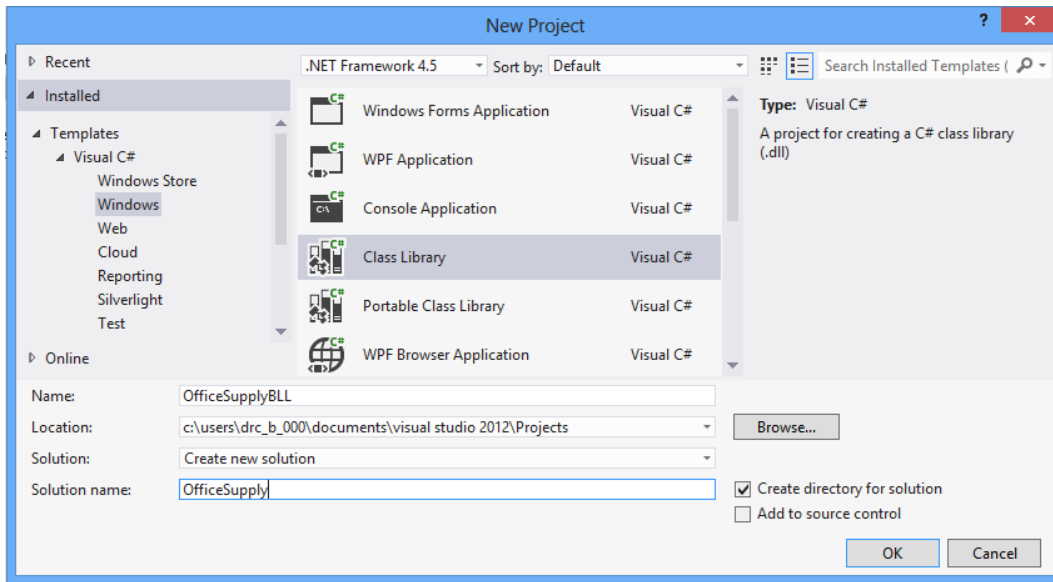 New Project
?
Recent
.NET Framework 4.5
Sort by: Default
Search Installed Templates (
Installed
Templates
Visual C#
Windows Store
Windows
Web
Cloud
Reporting
Silverlight
Test
Online
Windows Forms Application Visual C#
WPF Application Visual C#
Console Application Visual C#
Class Library Visual C#
Portable Class Library Visual C#
WPF Browser Application Visual C#
Type: Visual C#
A project for creating a C# class library
(.dll)
Name: OfficeSupplyBLL
Location: c:\users\drc_b_000\documents\visual studio 2012\Projects
Browse...
Solution: Create new solution
Solution name: OfficeSupply
Create directory for solution
Add to source control
OK Cancel